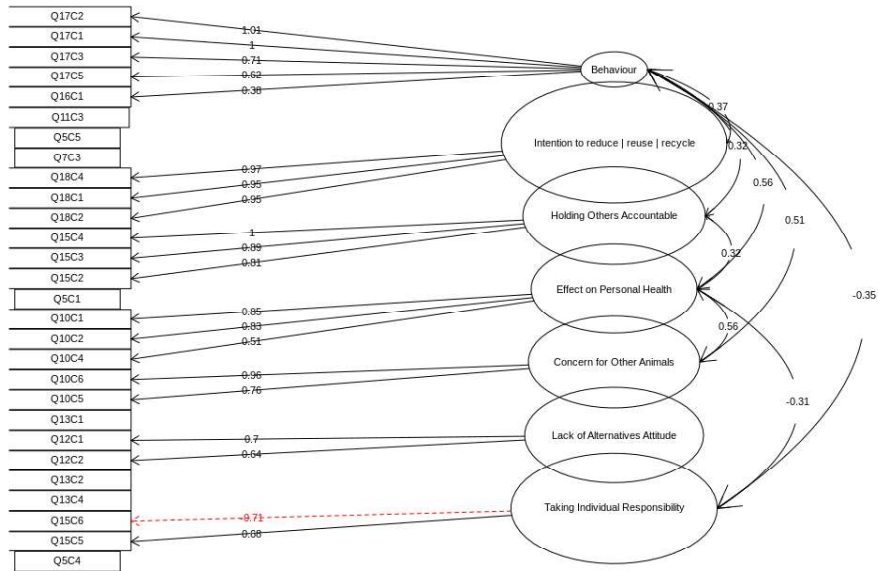 Q17C2
Q17C1
Q17C3
Q17C5
Q16C1
Q11C3
Q5C5
Q7C3
Q18C4
Q18C1
Q18C2
Q15C4
Q15C3
Q15C2
Q5C1
Q10C1
Q10C2
Q10C4
Q10C6
Q10C5
Q13C1
Q12C1
Q12C2
Q13C2
Q13C4
Q15C6
Q15C5
Q5C4
1.01
1
0.71
0.62
0.38
0.97
0.95
0.95
1
0.89
0.81
0.85
0.83
0.51
0.96
0.76
0.7
0.64
-0.71
0.68
Behaviour
Intention to reduce | reuse | recycle
Holding Others Accountable
Effect on Personal Health
Concern for Other Animals
Lack of Alternatives Attitude
Taking Individual Responsibility
0.37
0.32
0.56
0.51
0.32
-0.35
0.56
-0.31